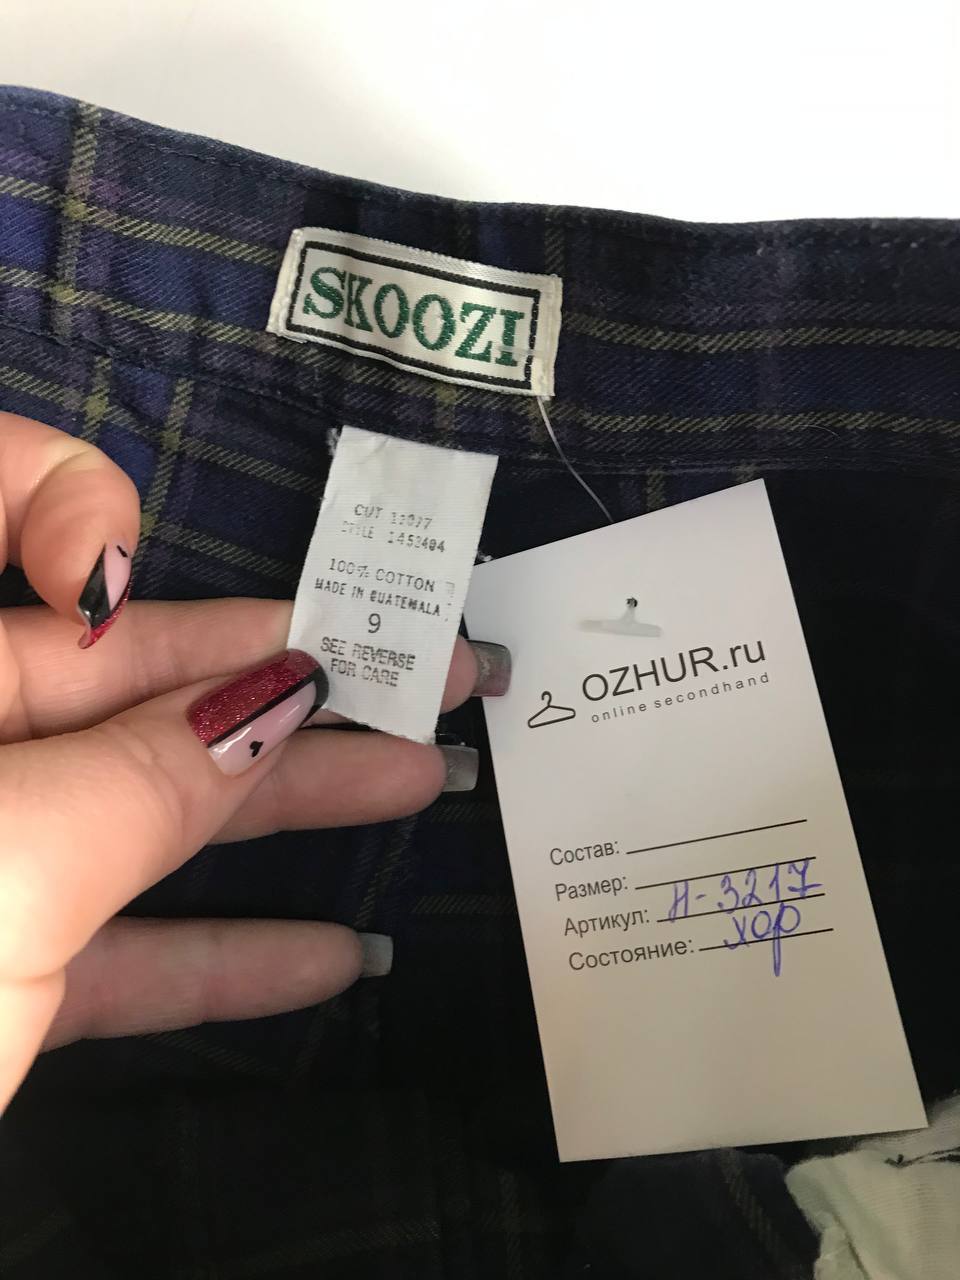 SKOOZI
CUT 12077
STYLE 1453404
100% COTTON
MADE IN GUATEMALA
9
SEE REVERSE
FOR CARE
OZHUR.ru
online secondhand
Состав:
Размер:
Артикул: Н-3217
Состояние: хор